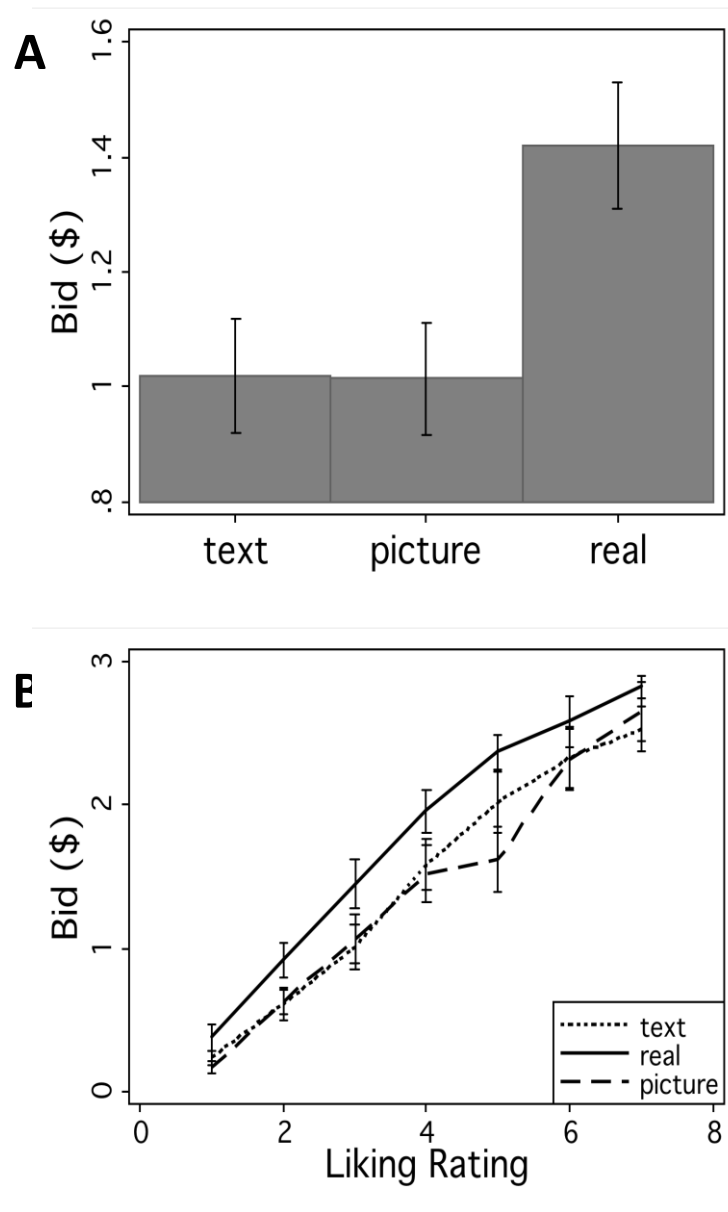 A
Bid ($)
1.6
1.4
1.2
1
.8
text picture real
B
Bid ($)
3
2
1
0
text
real
picture
0 2 4 6 8
Liking Rating